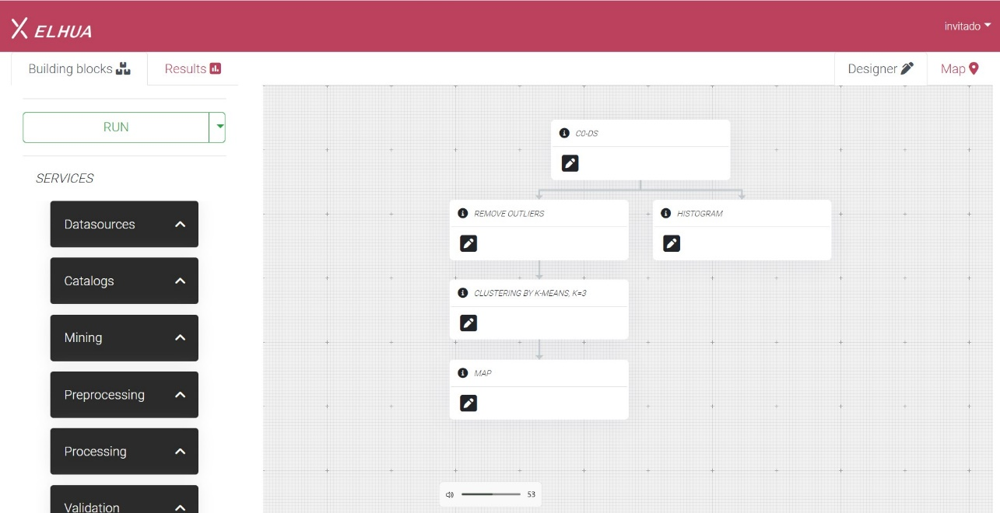 X ELHUA
invitado
Building blocks
Results
Designer
Map
RUN
SERVICES
Datasources
Catalogs
Mining
Preprocessing
Processing
Validation
C0-DS
REMOVE OUTLIERS
HISTOGRAM
CLUSTERING BY K-MEANS, K=3
MAP
53